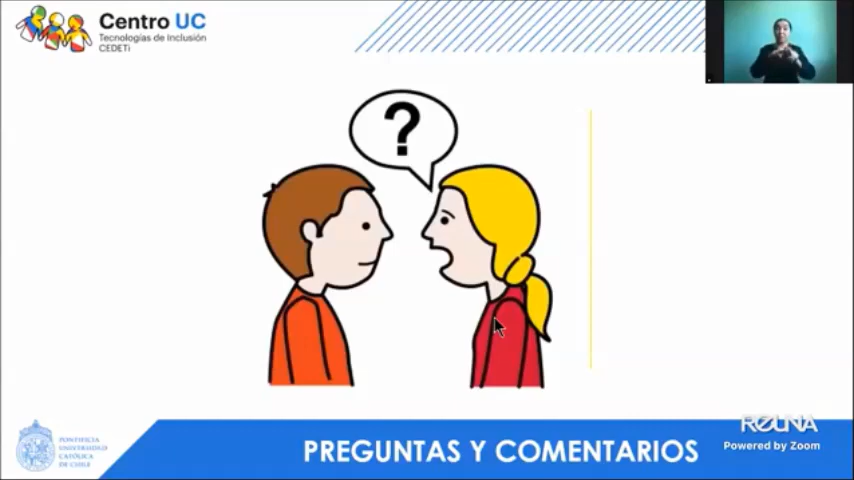 Centro UC
Tecnologías de Inclusión
CEDETi
?
PONTIFICIA
UNIVERSIDAD
CATÓLICA
DE CHILE
PREGUNTAS Y COMENTARIOS
REUNA
Powered by Zoom